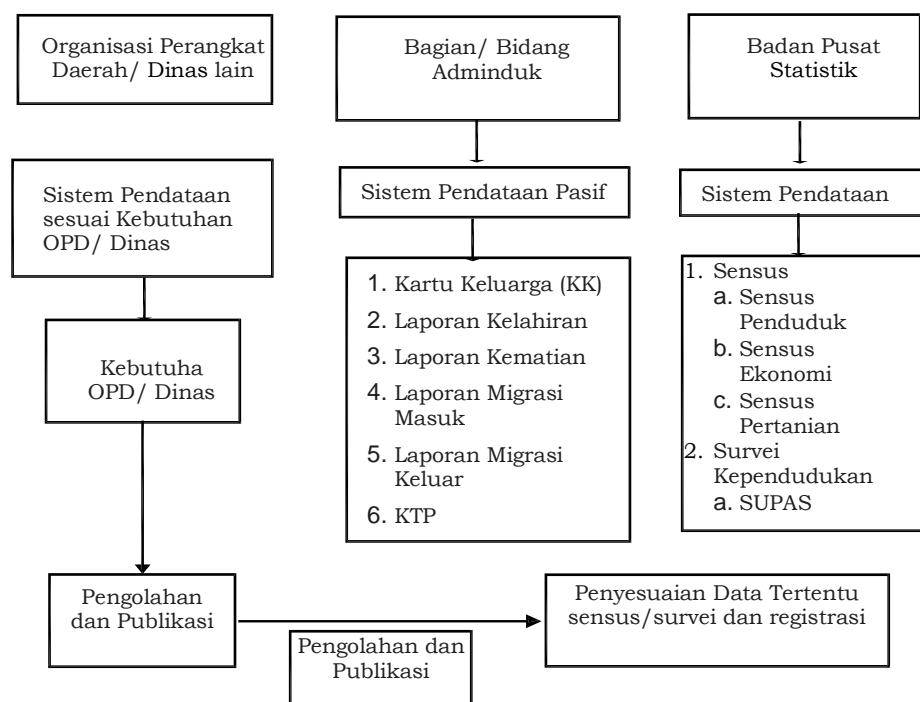 Organisasi Perangkat
Daerah/ Dinas lain
Bagian/ Bidang
Adminduk
Badan Pusat
Statistik
Sistem Pendataan
sesuai Kebutuhan
OPD/ Dinas
Sistem Pendataan Pasif
Sistem Pendataan
Kebutuha
OPD/ Dinas
1. Kartu Keluarga (KK)
2. Laporan Kelahiran
3. Laporan Kematian
4. Laporan Migrasi
Masuk
5. Laporan Migrasi
Keluar
6. KTP
1. Sensus
a. Sensus
Penduduk
b. Sensus
Ekonomi
c. Sensus
Pertanian
2. Survei
Kependudukan
a. SUPAS
Pengolahan
dan Publikasi
Pengolahan dan
Publikasi
Penyesuaian Data Tertentu
sensus/survei dan registrasi